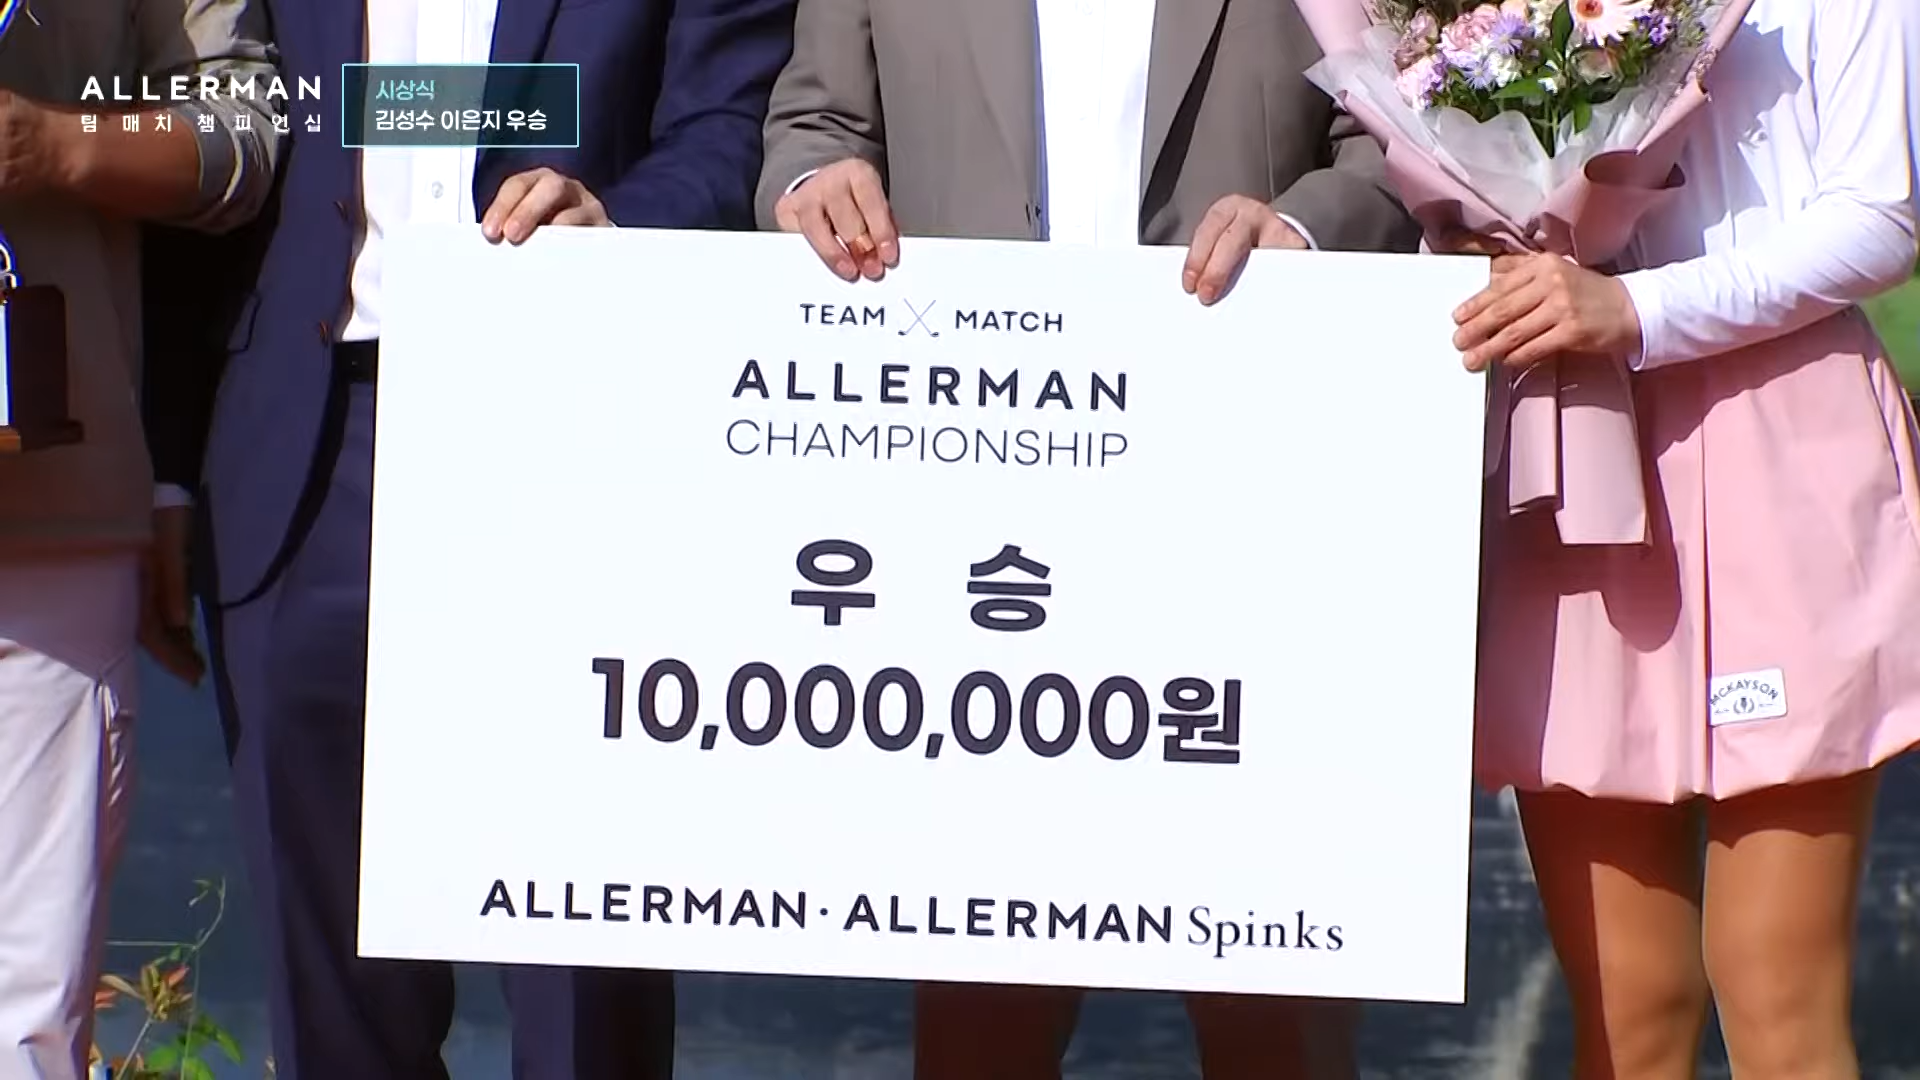 ALLERMAN
팀 매치 챔피언십
시상식
김성수 이은지 우승
TEAM MATCH
ALLERMAN
CHAMPIONSHIP
우 승
10,000,000원
ALLERMAN · ALLERMAN Spinks
MCKAYSON